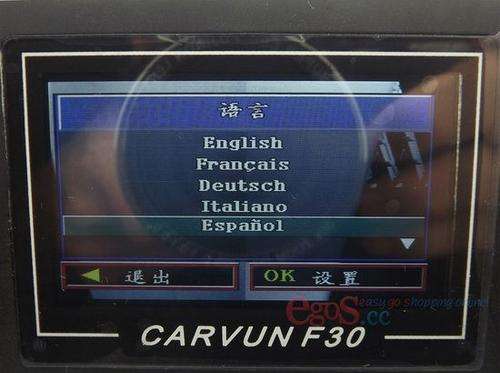 语言
English
Français
Deutsch
Italiano
Español
退出
OK 设置
egos.cc
easy go shopping online
CARVUN F30